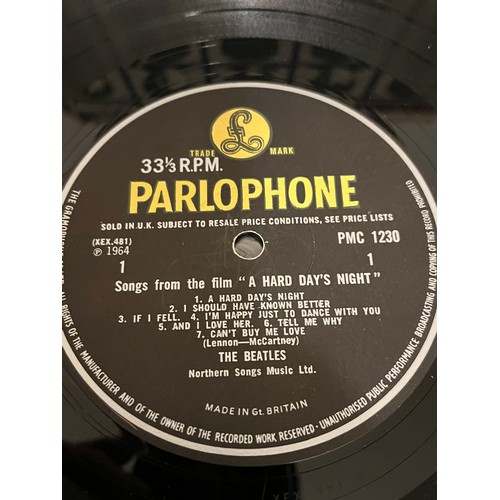 £
TRADE MARK
33⅓ R.P.M.
PARLOPHONE
SOLD IN U.K. SUBJECT TO RESALE PRICE CONDITIONS, SEE PRICE LISTS
(XEX.481)
℗ 1964
PMC 1230
1
1
Songs from the film "A HARD DAY'S NIGHT"
1. A HARD DAY'S NIGHT
2. I SHOULD HAVE KNOWN BETTER
3. IF I FELL. 4. I'M HAPPY JUST TO DANCE WITH YOU
5. AND I LOVE HER. 6. TELL ME WHY
7. CAN'T BUY ME LOVE
(Lennon—McCartney)
THE BEATLES
Northern Songs Music Ltd.
MADE IN Gt. BRITAIN
THE
OF THE MANUFACTURER AND OF THE OWNER OF THE RECORDED WORK RESERVED · UNAUTHORISED PUBLIC PERFORMANCE BROADCASTING AND COPYING OF THIS RECORD PROHIBITED